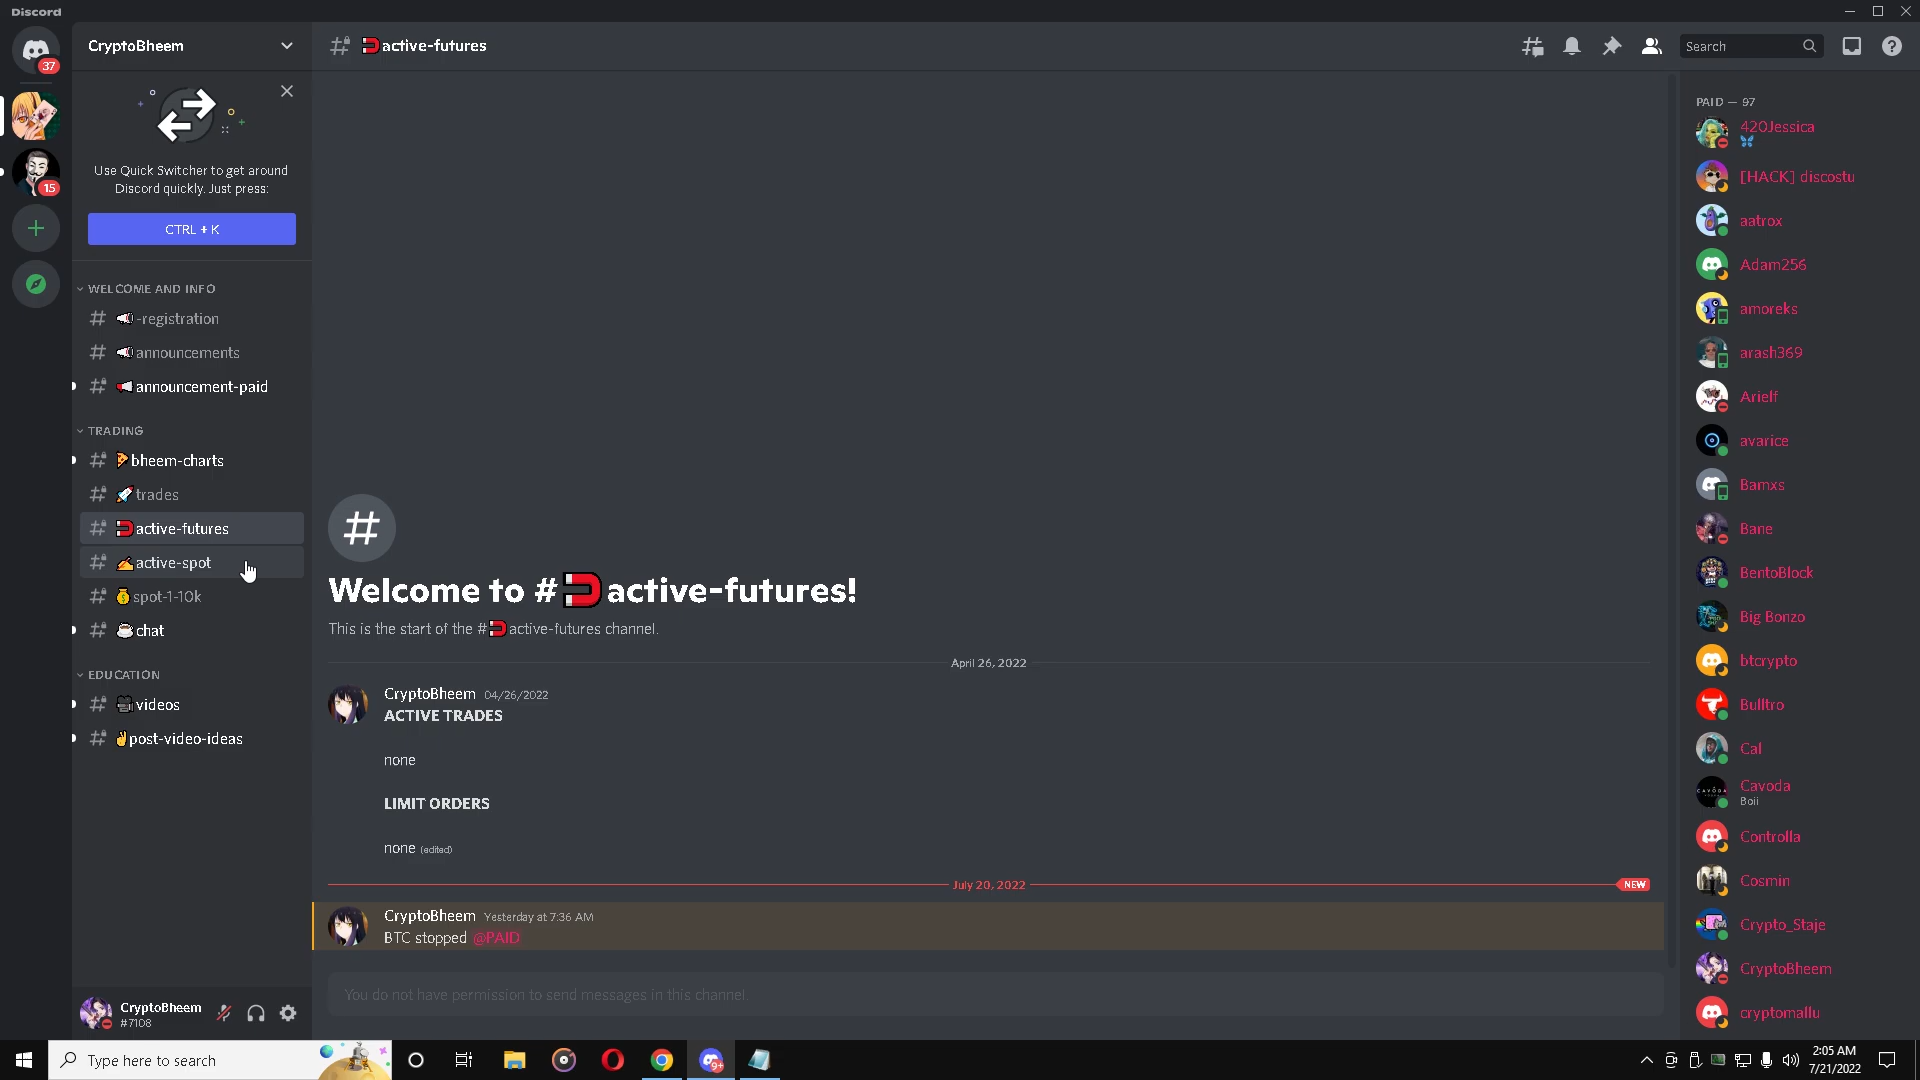 Discord
37
15
CryptoBheem
Use Quick Switcher to get around
Discord quickly. Just press:
CTRL + K
WELCOME AND INFO
-registration
announcements
announcement-paid
TRADING
bheem-charts
trades
active-futures
active-spot
spot-1-10k
chat
EDUCATION
videos
post-video-ideas
CryptoBheem
#7108
active-futures
Search
Welcome to # active-futures!
This is the start of the # active-futures channel.
April 26, 2022
CryptoBheem 04/26/2022
ACTIVE TRADES
none
LIMIT ORDERS
none (edited)
July 20, 2022 NEW
CryptoBheem Yesterday at 7:36 AM
BTC stopped @PAID
You do not have permission to send messages in this channel.
PAID — 97
420Jessica
[HACK] discostu
aatrox
Adam256
amoreks
arash369
Arielf
avarice
Bamxs
Bane
BentoBlock
Big Bonzo
btcrypto
Bulltro
Cal
Cavoda
Boii
Controlla
Cosmin
Crypto_Staje
CryptoBheem
cryptomallu
Type here to search
9+
2:05 AM
7/21/2022